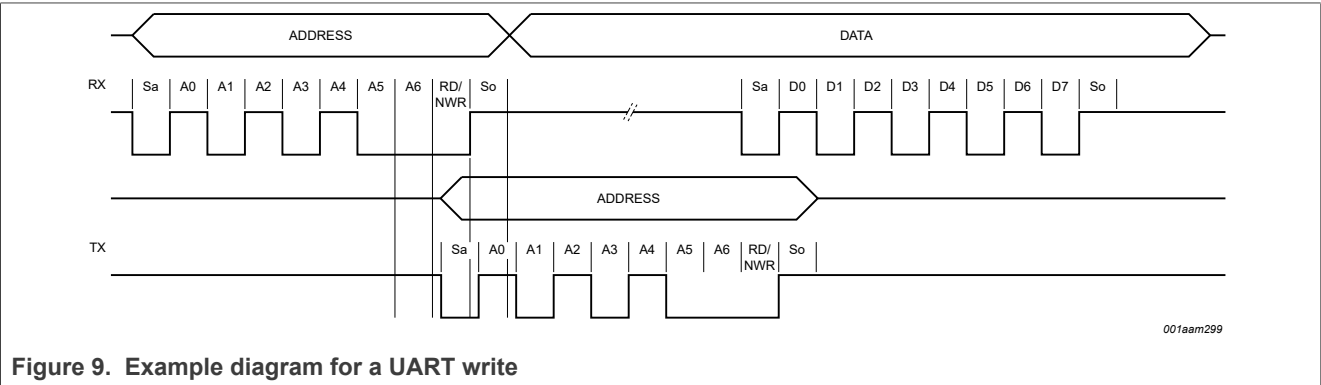 ADDRESS DATA
RX Sa A0 A1 A2 A3 A4 A5 A6 RD/ So Sa D0 D1 D2 D3 D4 D5 D6 D7 So
NWR
ADDRESS
TX Sa A0 A1 A2 A3 A4 A5 A6 RD/ So
NWR
001aam299
Figure 9. Example diagram for a UART write